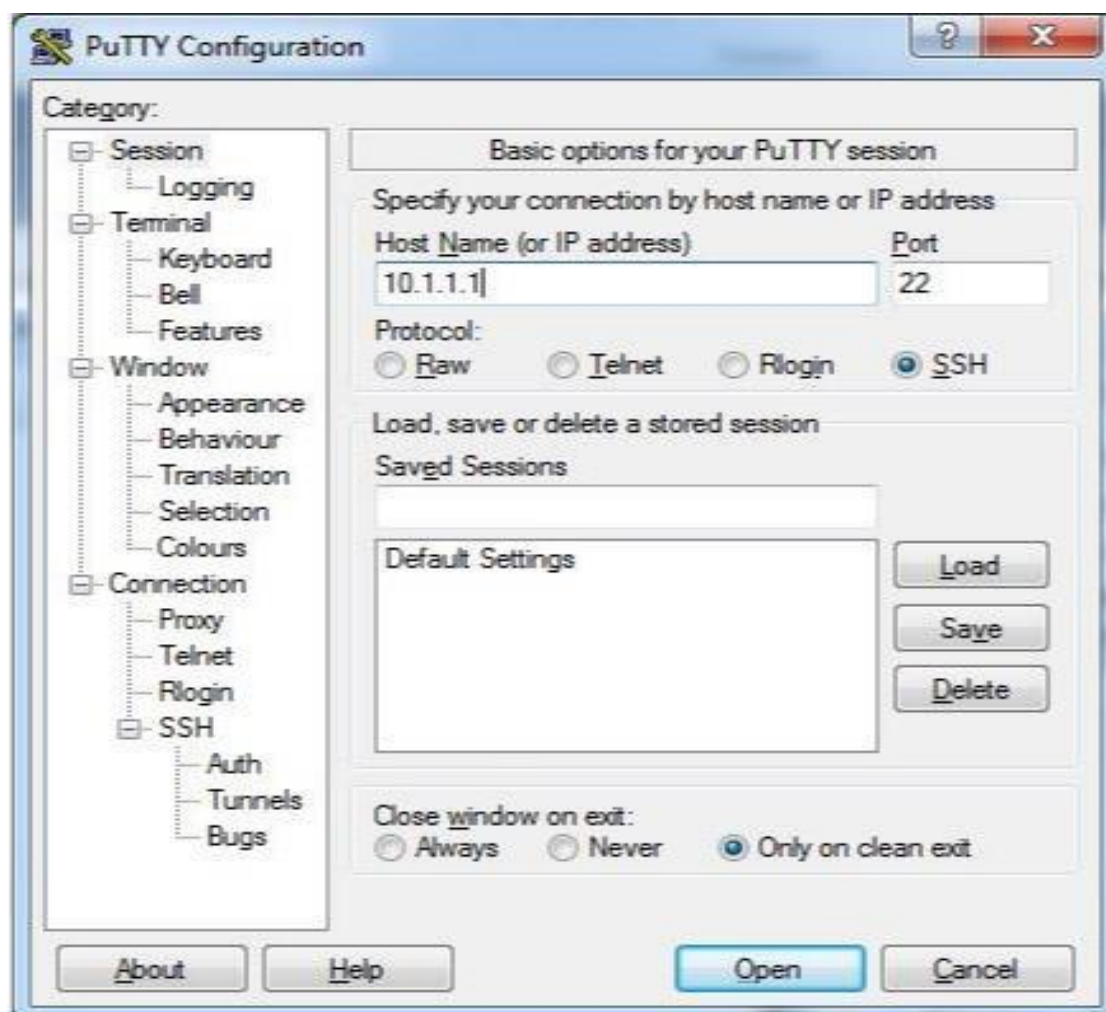 PuTTY Configuration
Category:
Session
Logging
Terminal
Keyboard
Bell
Features
Window
Appearance
Behaviour
Translation
Selection
Colours
Connection
Proxy
Telnet
Rlogin
SSH
Auth
Tunnels
Bugs
Basic options for your PuTTY session
Specify your connection by host name or IP address
Host Name (or IP address) Port
10.1.1.1 22
Protocol:
Raw Telnet Rlogin SSH
Load, save or delete a stored session
Saved Sessions
Default Settings
Load
Save
Delete
Close window on exit:
Always Never Only on clean exit
About Help Open Cancel